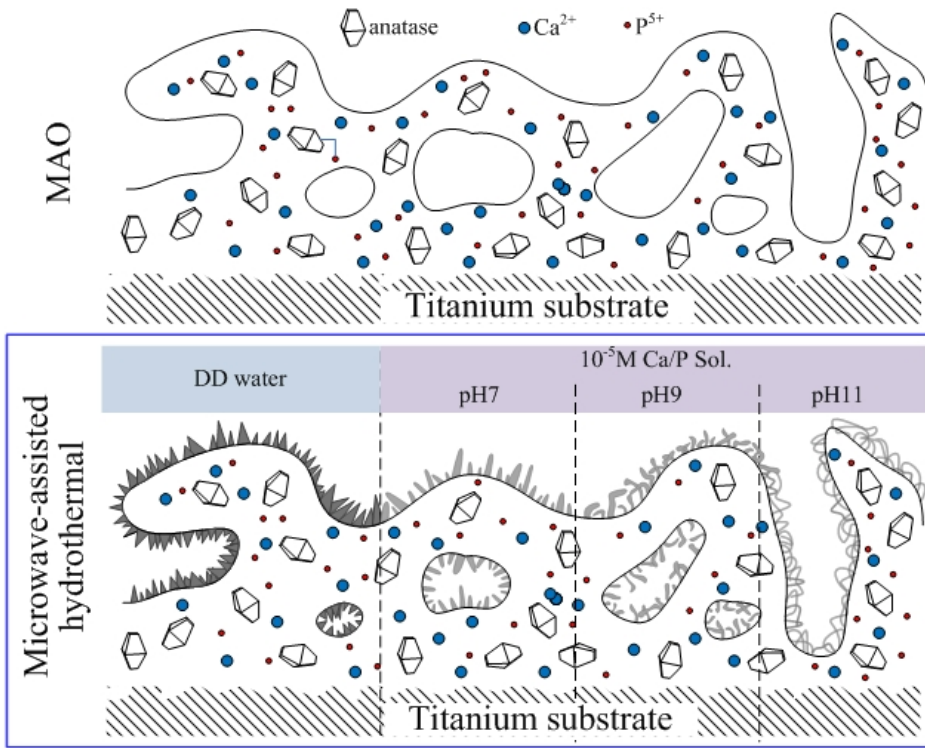 anatase
Ca²⁺
P⁵⁺
MAO
Titanium substrate
Microwave-assisted
hydrothermal
DD water
10⁻⁵M Ca/P Sol.
pH7
pH9
pH11
Titanium substrate